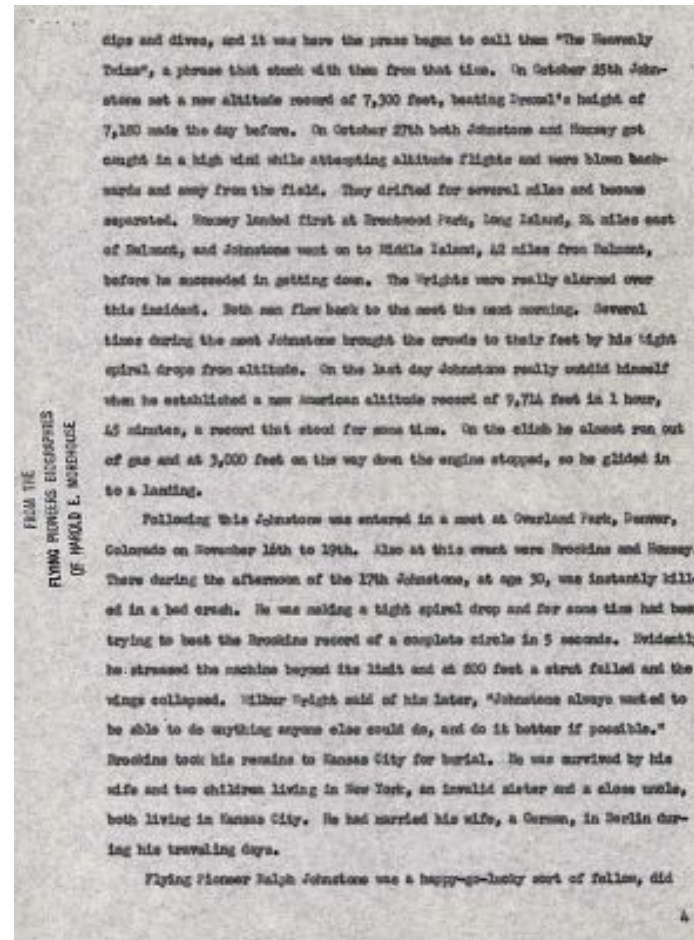 dips and dives, and it was here the press began to call them "The Heavenly
Twins", a phrase that stuck with them from that time. On October 25th John-
stone set a new altitude record of 7,300 feet, beating Drexel's height of
7,180 made the day before. On October 27th both Johnstone and Hoxsey got
caught in a high wind while attempting altitude flights and were blown back-
wards and away from the field. They drifted for several miles and became
separated. Hoxsey landed first at Brentwood Park, Long Island, 24 miles east
of Belmont, and Johnstone went on to Middle Island, 42 miles from Belmont,
before he succeeded in getting down. The Wrights were really alarmed over
this incident. Both men flew back to the meet the next morning. Several
times during the meet Johnstone brought the crowds to their feet by his tight
spiral drops from altitude. On the last day Johnstone really outdid himself
when he established a new American altitude record of 9,714 feet in 1 hour,
45 minutes, a record that stood for some time. On the climb he almost ran out
of gas and at 3,000 feet on the way down the engine stopped, so he glided in
to a landing.
Following this Johnstone was entered in a meet at Overland Park, Denver,
Colorado on November 16th to 19th. Also at this event were Brookins and Hoxsey.
There during the afternoon of the 17th Johnstone, at age 30, was instantly kill-
ed in a bad crash. He was making a tight spiral drop and for some time had been
trying to beat the Brookins record of a complete circle in 5 seconds. Evidently
he stressed the machine beyond its limit and at 800 feet a strut failed and the
wings collapsed. Wilbur Wright said of him later, "Johnstone always wanted to
be able to do anything anyone else could do, and do it better if possible."
Brookins took his remains to Kansas City for burial. He was survived by his
wife and two children living in New York, an invalid sister and a close uncle,
both living in Kansas City. He had married his wife, a German, in Berlin dur-
ing his traveling days.
Flying Pioneer Ralph Johnstone was a happy-go-lucky sort of fellow, did
4
FROM THE
FLYING PIONEERS BIOGRAPHIES
OF HAROLD E. MOREHOUSE